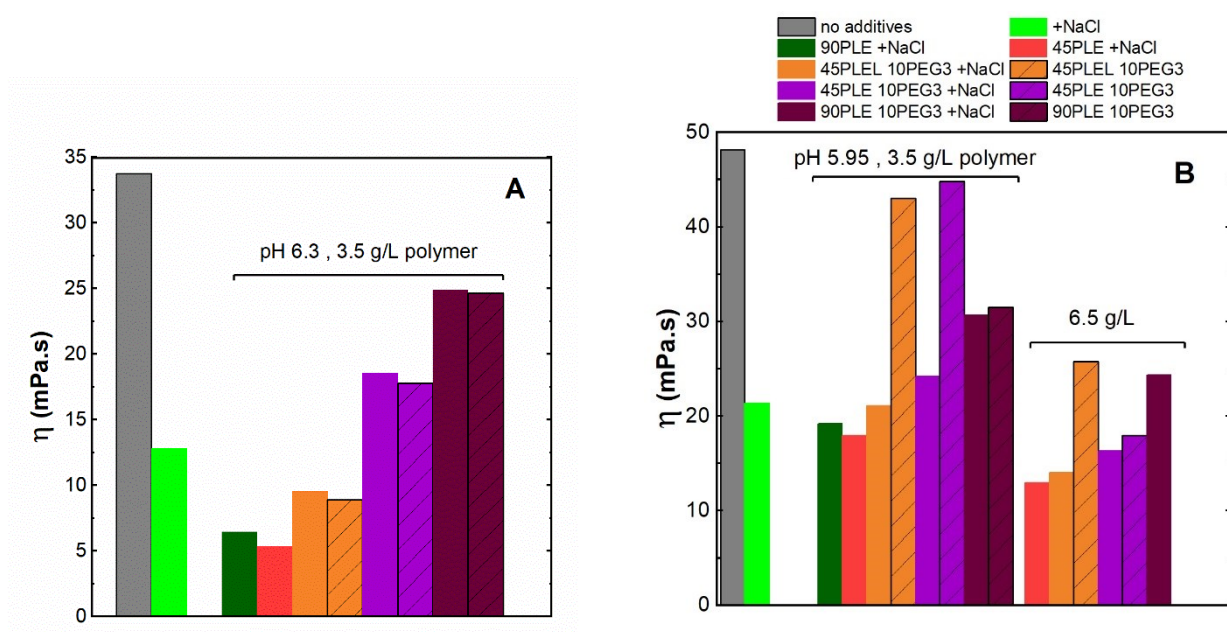 35
30
25
20
15
10
5
0
η (mPa.s)
A
pH 6.3 , 3.5 g/L polymer
no additives
+NaCl
90PLE +NaCl
45PLE +NaCl
45PLEL 10PEG3 +NaCl
45PLEL 10PEG3
45PLE 10PEG3 +NaCl
45PLE 10PEG3
90PLE 10PEG3 +NaCl
90PLE 10PEG3
50
40
30
20
10
0
η (mPa.s)
pH 5.95 , 3.5 g/L polymer
B
6.5 g/L